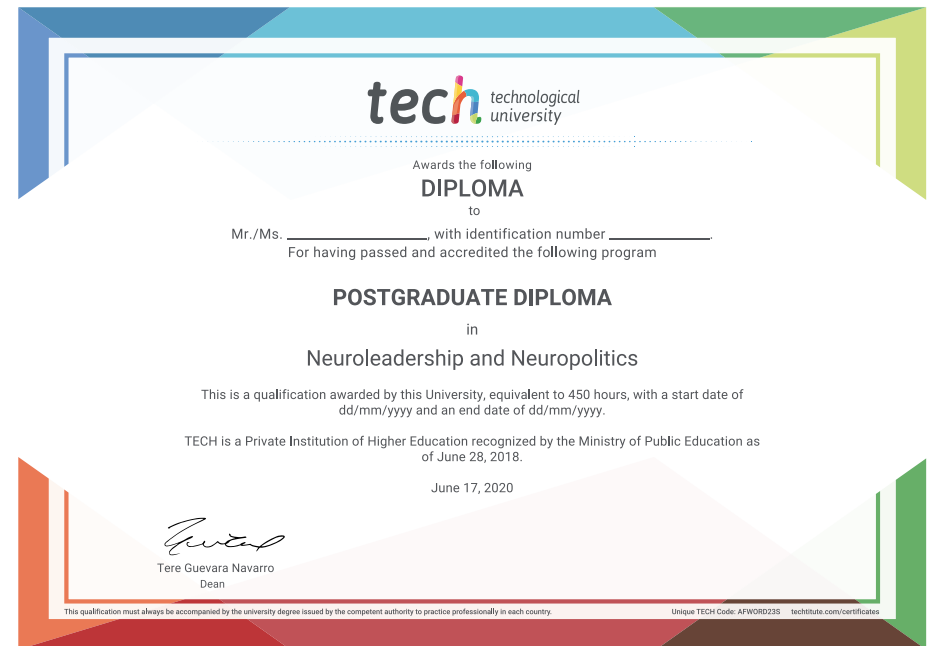 tech technological
university
Awards the following
DIPLOMA
to
Mr./Ms. ____________________, with identification number ______________.
For having passed and accredited the following program
POSTGRADUATE DIPLOMA
in
Neuroleadership and Neuropolitics
This is a qualification awarded by this University, equivalent to 450 hours, with a start date of
dd/mm/yyyy and an end date of dd/mm/yyyy.
TECH is a Private Institution of Higher Education recognized by the Ministry of Public Education as
of June 28, 2018.
June 17, 2020
Tere Guevara Navarro
Dean
This qualification must always be accompanied by the university degree issued by the competent authority to practice professionally in each country. Unique TECH Code: AFWORD23S techtitute.com/certificates